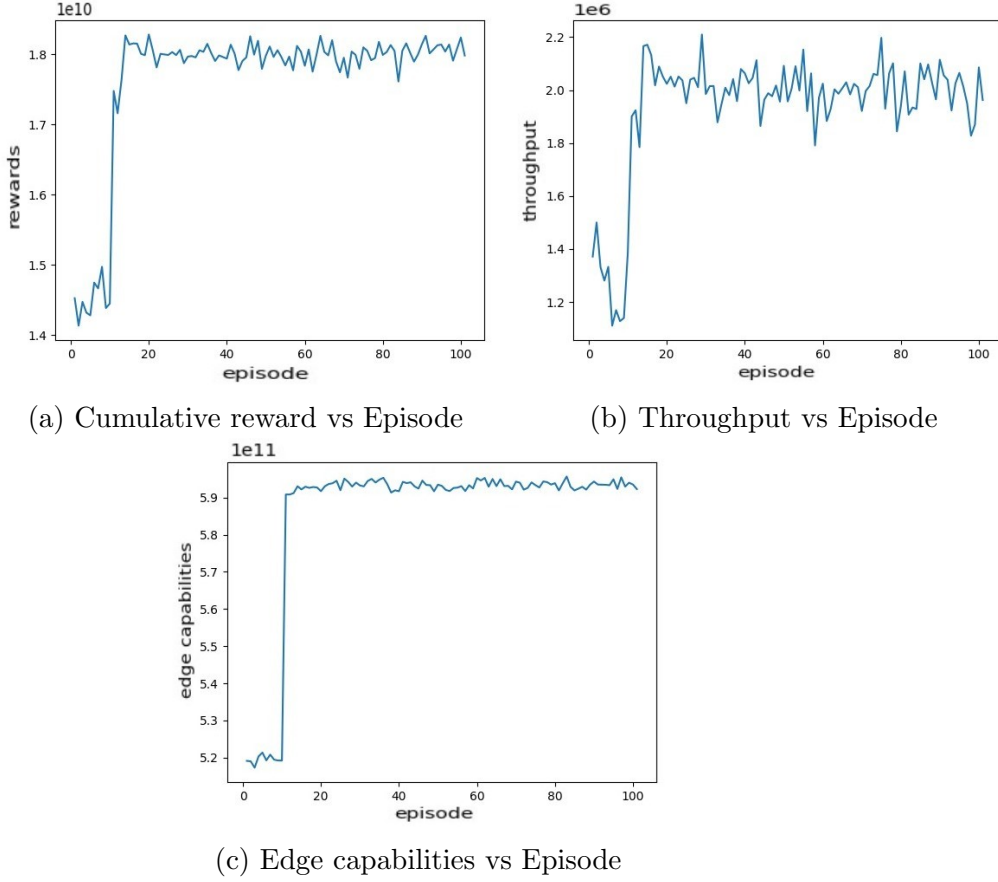 1e10
1.8
1.7
1.6
1.5
1.4
rewards
0 20 40 60 80 100
episode
(a) Cumulative reward vs Episode
1e6
2.2
2.0
1.8
1.6
1.4
1.2
throughput
0 20 40 60 80 100
episode
(b) Throughput vs Episode
1e11
5.9
5.8
5.7
5.6
5.5
5.4
5.3
5.2
edge capabilities
0 20 40 60 80 100
episode
(c) Edge capabilities vs Episode